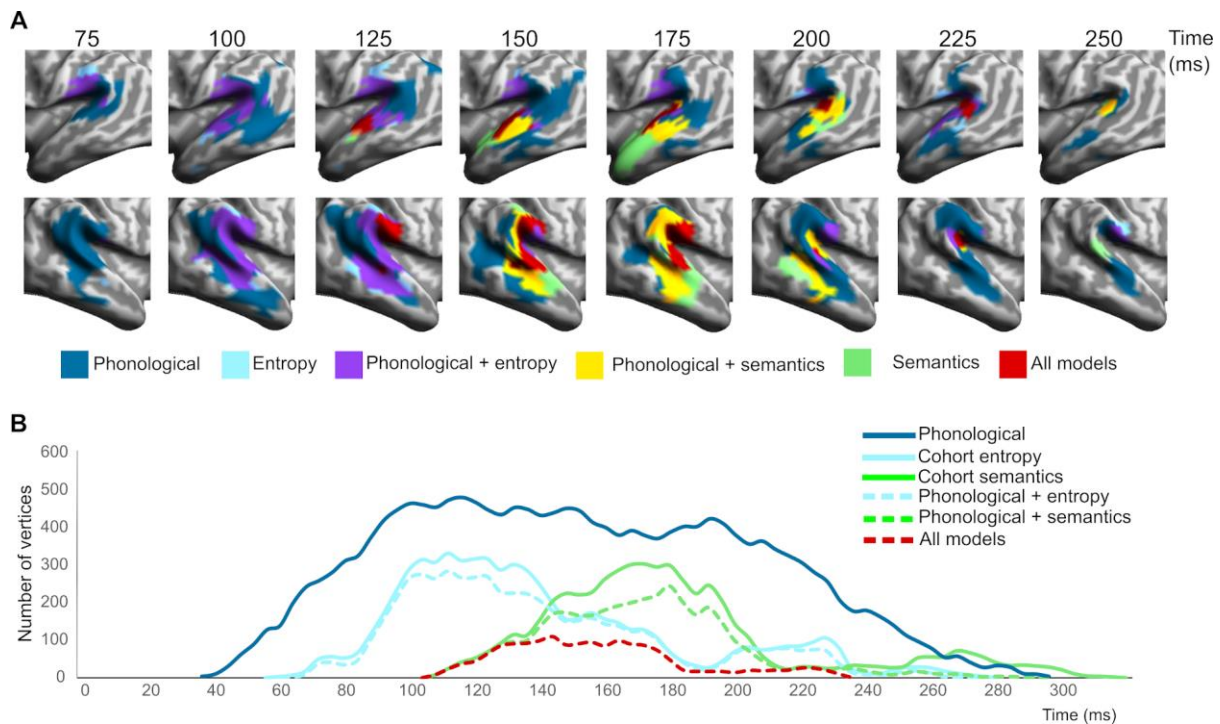 A
75 100 125 150 175 200 225 250 Time
(ms)
Phonological Entropy Phonological + entropy Phonological + semantics Semantics All models
B
Number of vertices
600
500
400
300
200
100
0
Phonological
Cohort entropy
Cohort semantics
Phonological + entropy
Phonological + semantics
All models
0 20 40 60 80 100 120 140 160 180 200 220 240 260 280 300
Time (ms)